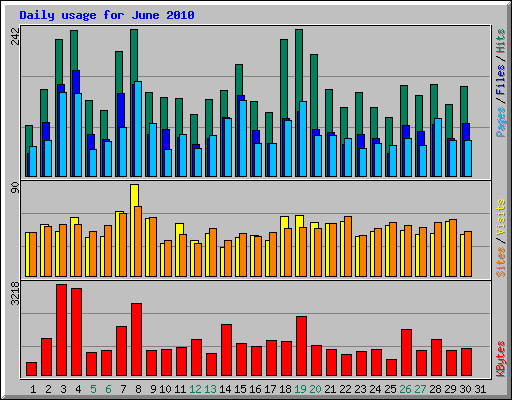 Daily usage for June 2010
242
90
3218
Pages / Files / Hits
Sites / Visits
KBytes
1 2 3 4 5 6 7 8 9 10 11 12 13 14 15 16 17 18 19 20 21 22 23 24 25 26 27 28 29 30 31